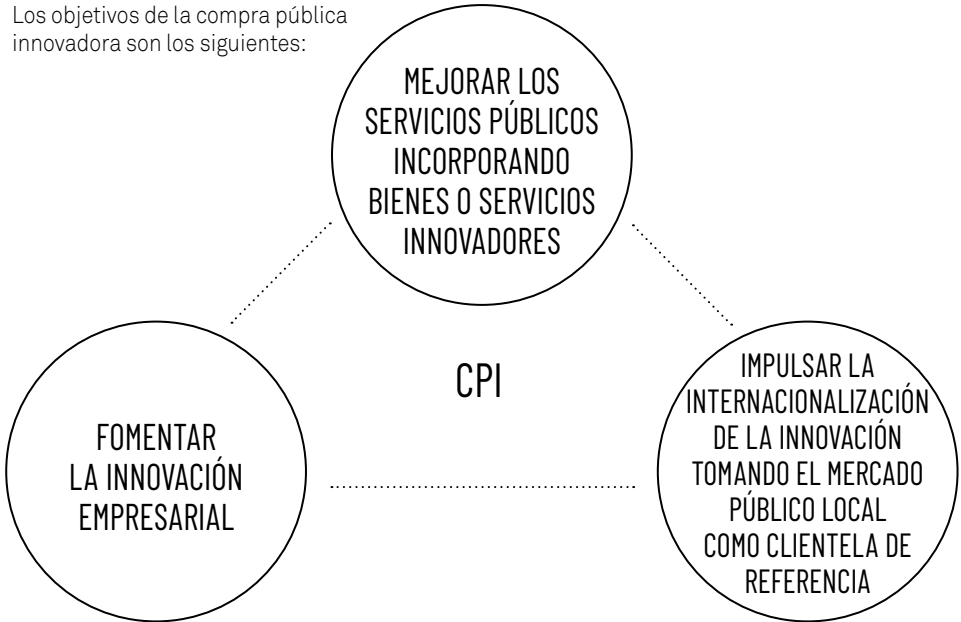 Los objetivos de la compra pública
innovadora son los siguientes:
MEJORAR LOS
SERVICIOS PÚBLICOS
INCORPORANDO
BIENES O SERVICIOS
INNOVADORES
CPI
FOMENTAR
LA INNOVACIÓN
EMPRESARIAL
IMPULSAR LA
INTERNACIONALIZACIÓN
DE LA INNOVACIÓN
TOMANDO EL MERCADO
PÚBLICO LOCAL
COMO CLIENTELA DE
REFERENCIA